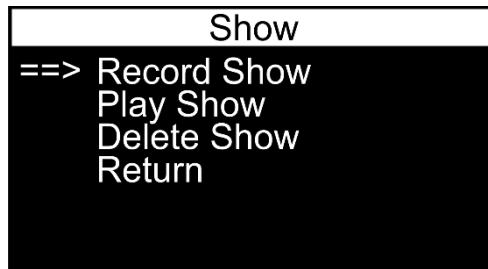 Show
==> Record Show
Play Show
Delete Show
Return